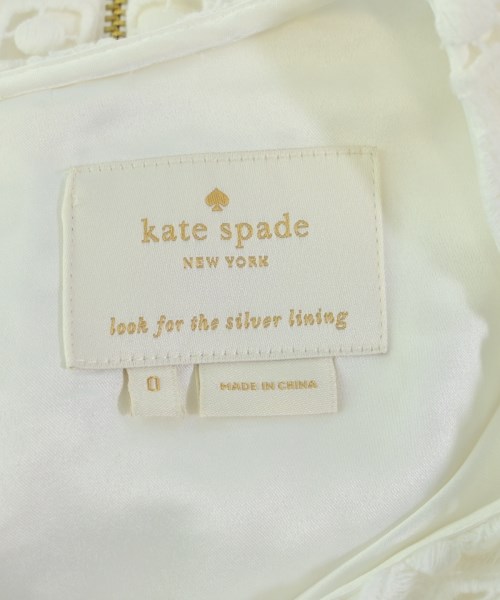 kate spade
NEW YORK
look for the silver lining
0
MADE IN CHINA